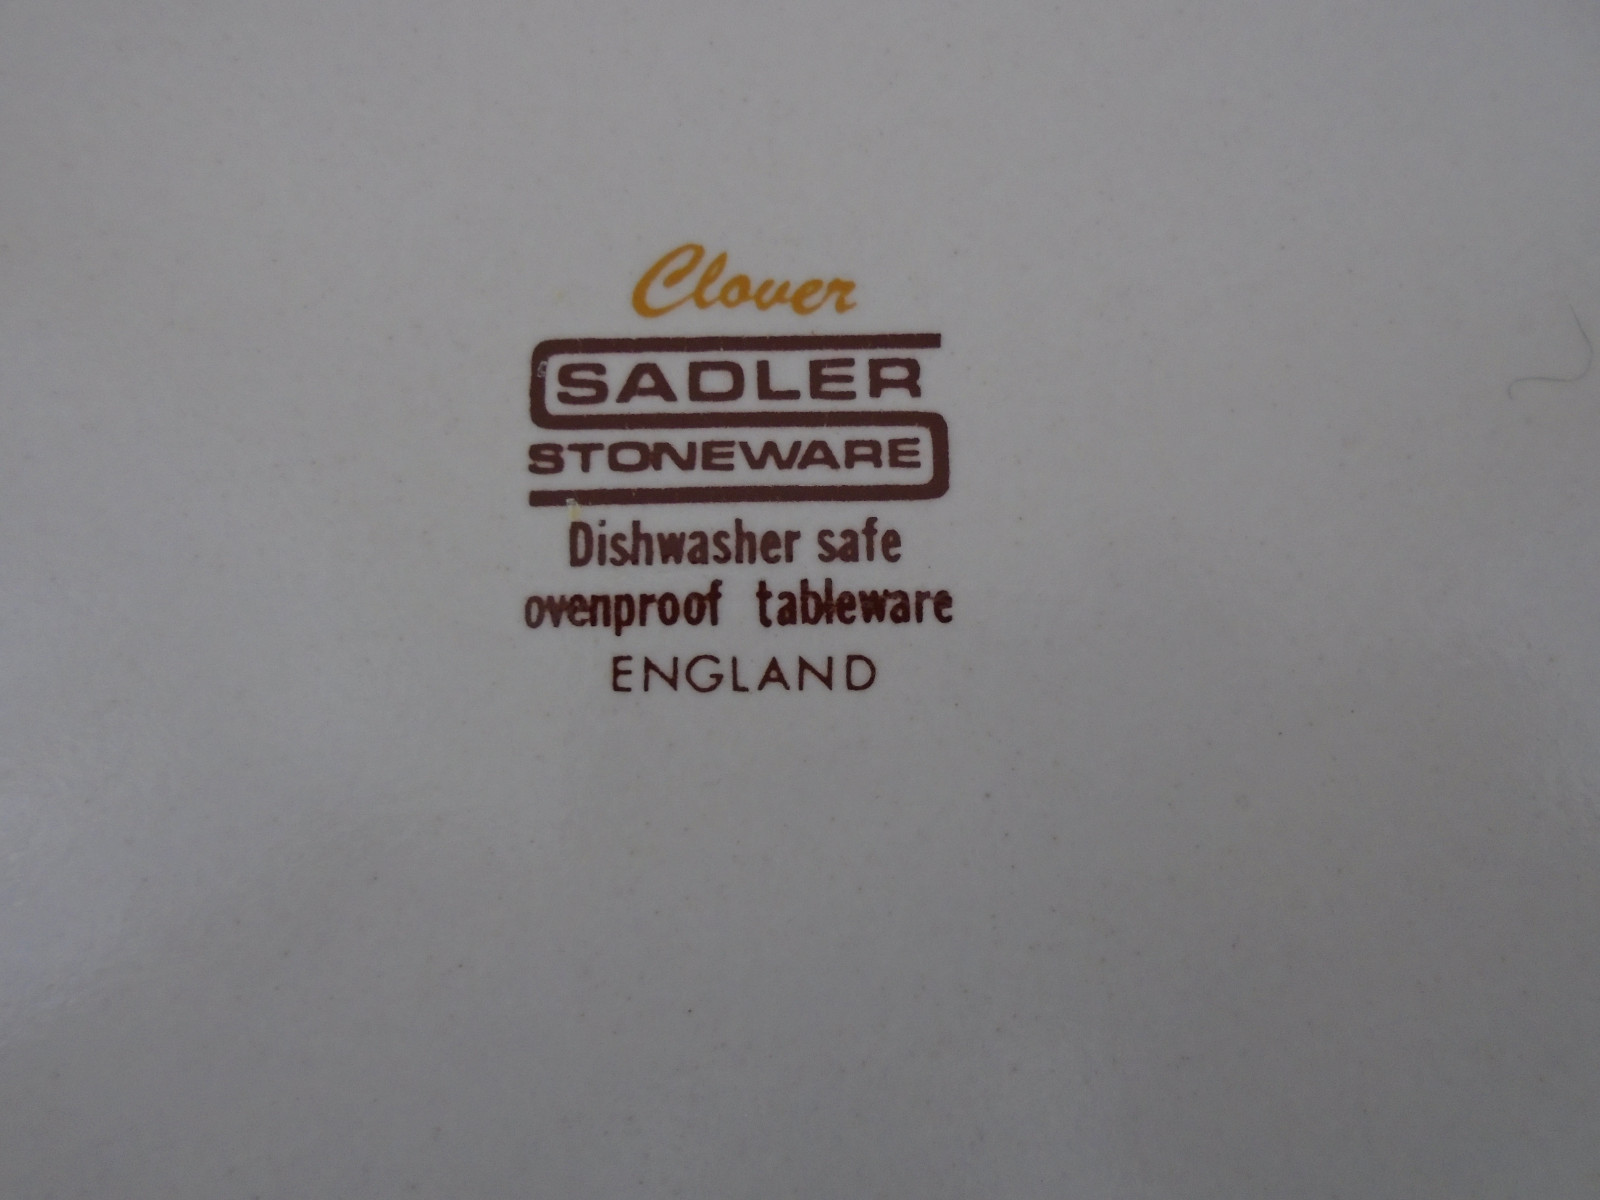 Clover
SADLER
STONEWARE
Dishwasher safe
ovenproof tableware
ENGLAND